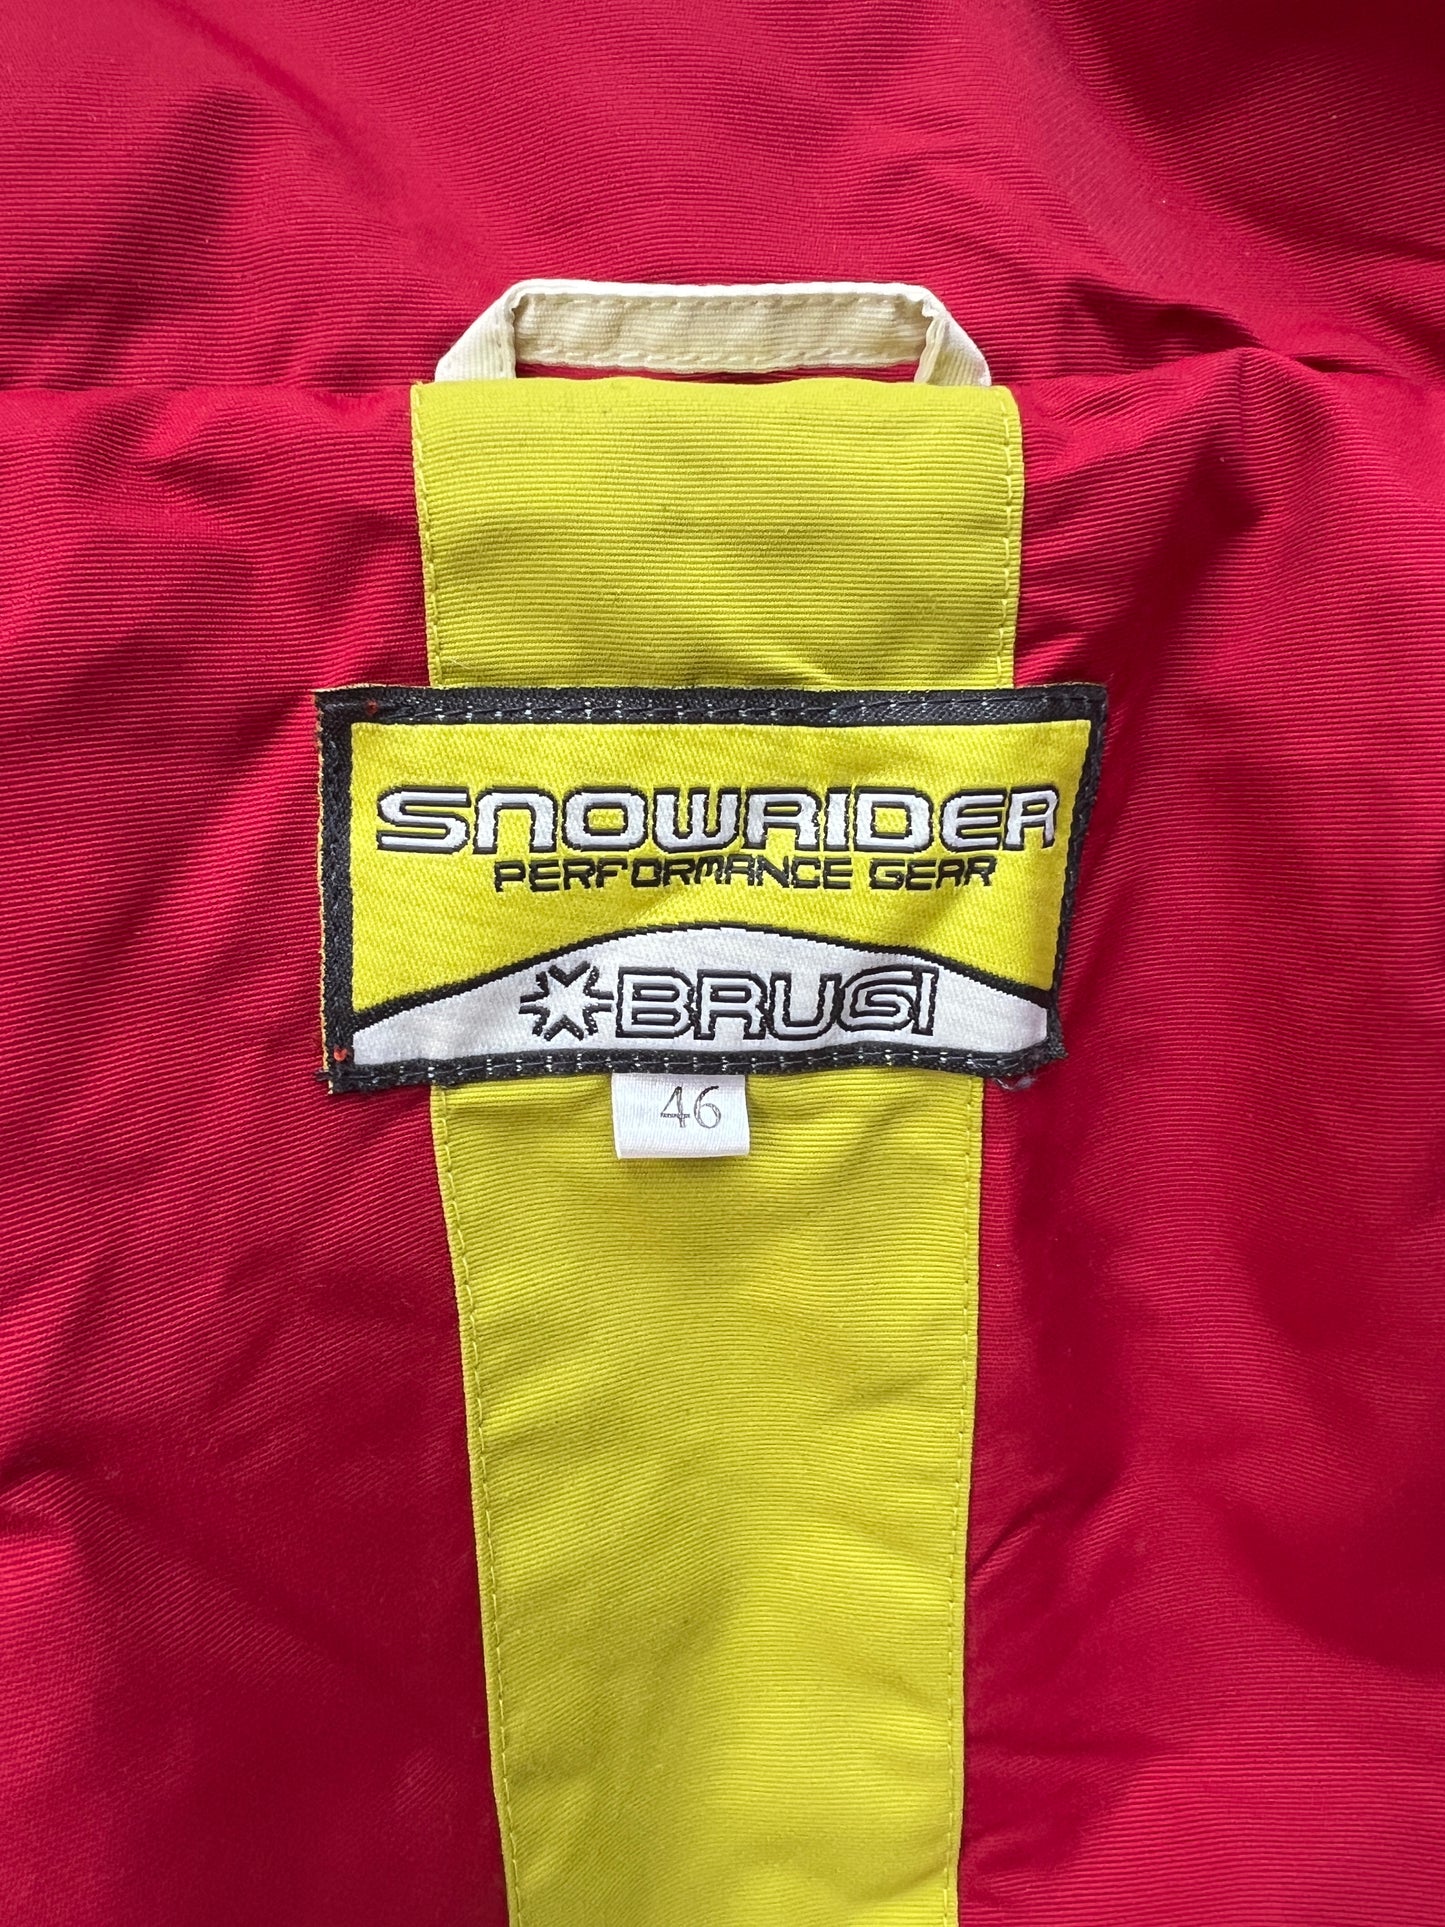 SNOWRIDER
PERFORMANCE GEAR
BRUGI
46